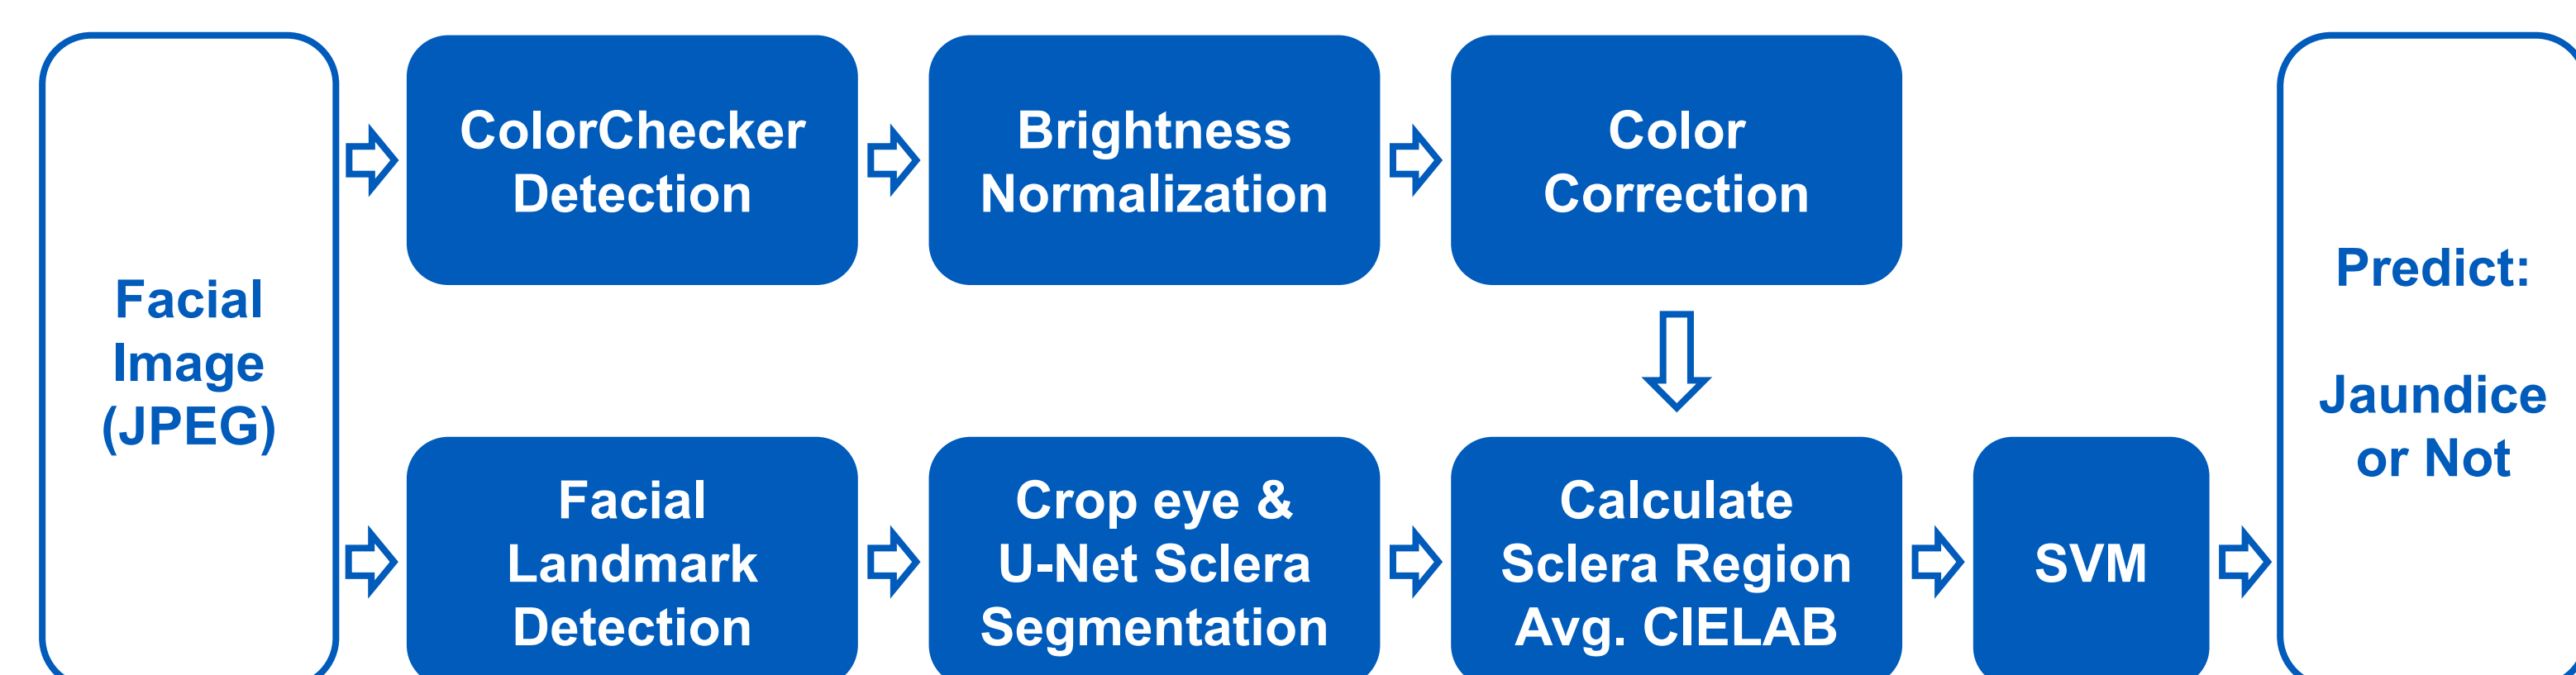 Facial
Image
(JPEG)
ColorChecker
Detection
Brightness
Normalization
Color
Correction
Facial
Landmark
Detection
Crop eye &
U-Net Sclera
Segmentation
Calculate
Sclera Region
Avg. CIELAB
SVM
Predict:
Jaundice
or Not